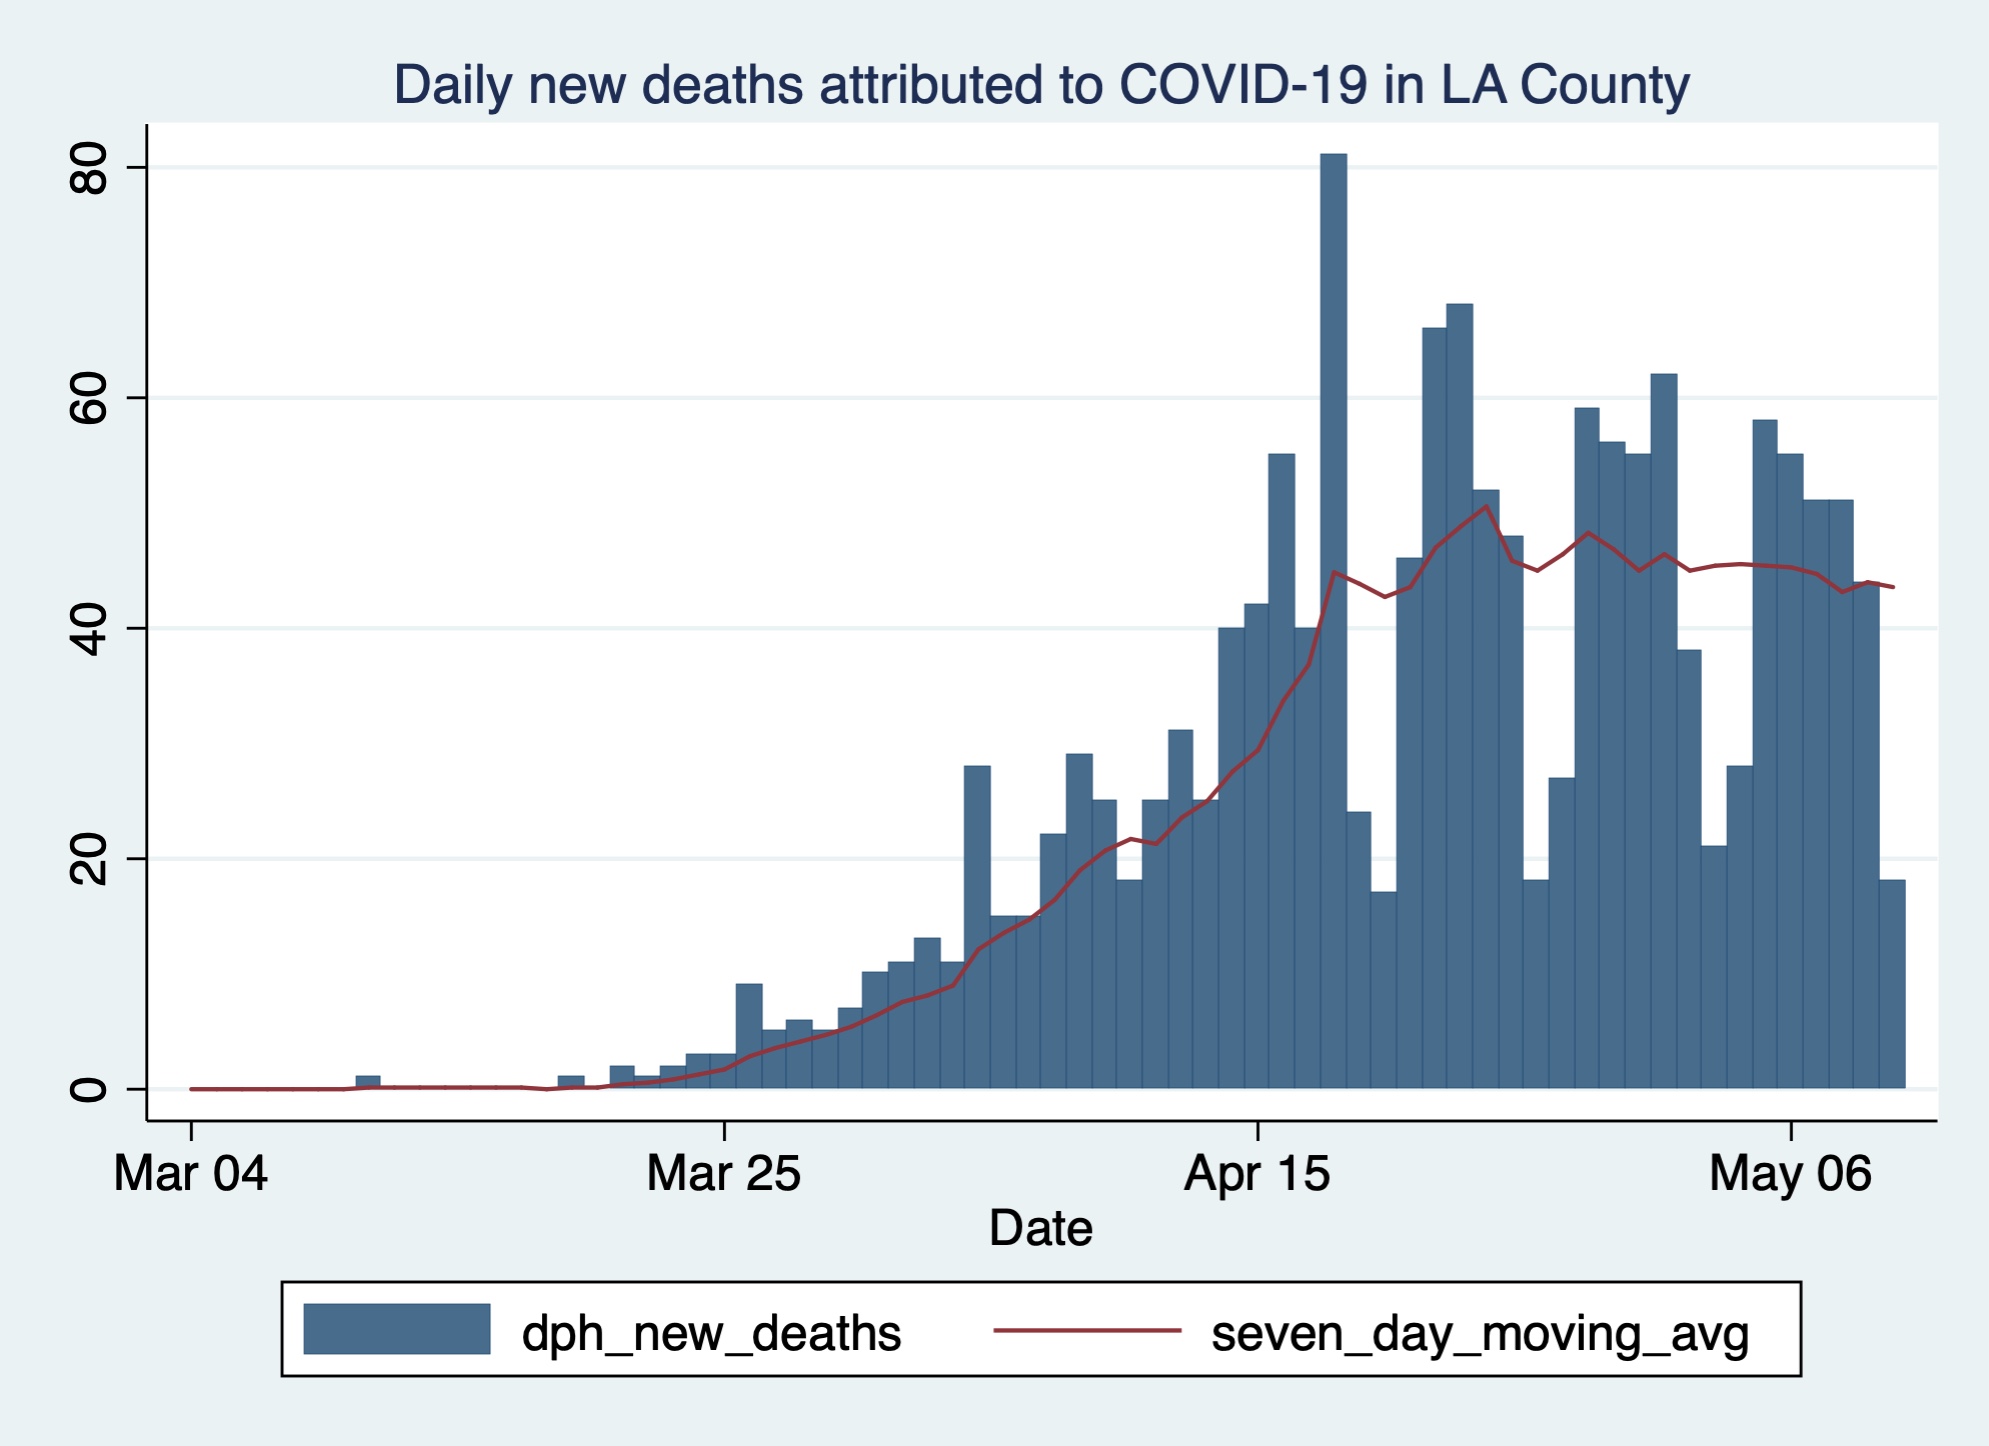 Daily new deaths attributed to COVID-19 in LA County
80
60
40
20
0
Mar 04 Mar 25 Apr 15 May 06
Date
dph_new_deaths seven_day_moving_avg